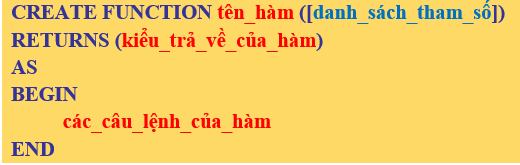 CREATE FUNCTION tên_hàm ([danh_sách_tham_số])
RETURNS (kiểu_trả_về_của_hàm)
AS
BEGIN
các_câu_lệnh_của_hàm
END